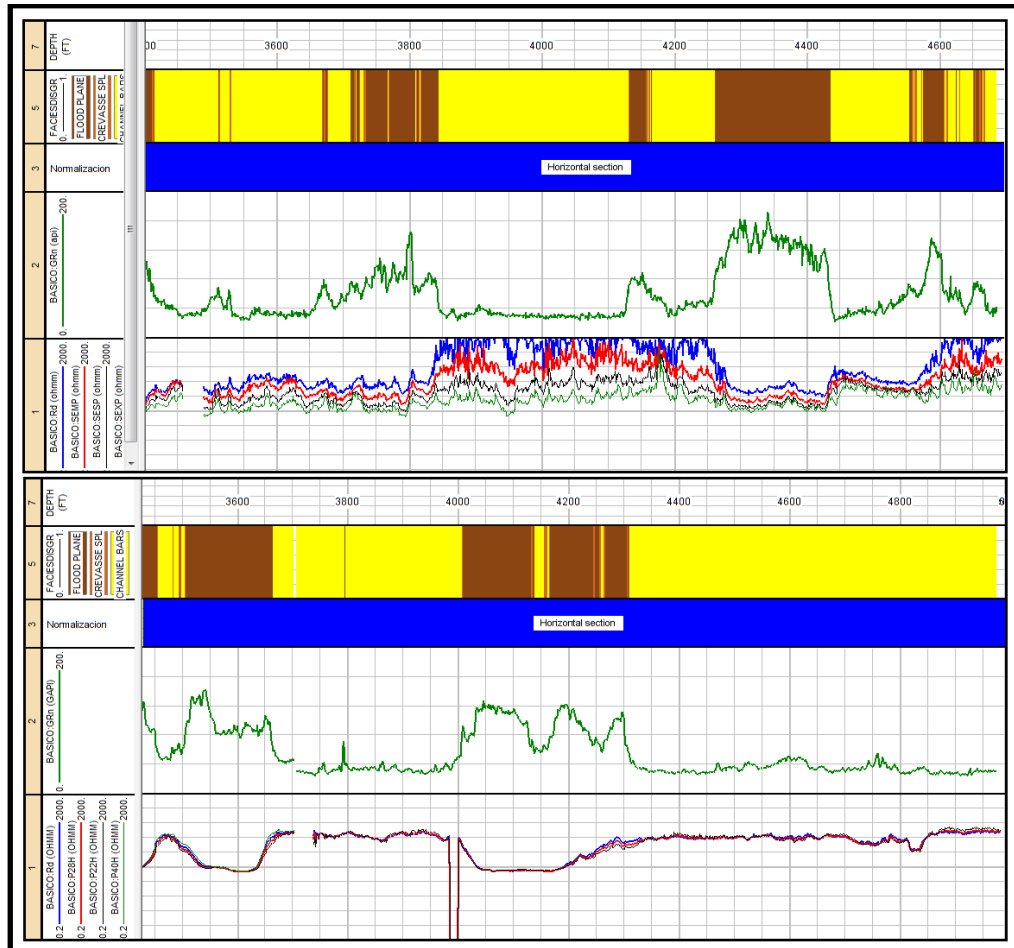 7
DEPTH (FT)
00 3600 3800 4000 4200 4400 4600
5
FACIESDISGR
0. 1.
FLOOD PLANE
CREVASSE SPL
CHANNEL BARS
3
Normalizacion
Horizontal section
2
BASICO:GRn (api)
0. 200.
1
BASICO:Rd (ohmm) 2000.
BASICO:SEMP (ohmm) 2000.
BASICO:SESP (ohmm) 2000.
BASICO:SEXP (ohmm)
7
DEPTH (FT)
3600 3800 4000 4200 4400 4600 4800
5
FACIESDISGR
0. 1.
FLOOD PLANE
CREVASSE SPL
CHANNEL BARS
3
Normalizacion
Horizontal section
2
BASICO:GRn (GAPI)
0. 200.
1
0.2 BASICO:Rd (OHMM) 2000.
0.2 BASICO:P28H (OHMM) 2000.
0.2 BASICO:P22H (OHMM) 2000.
0.2 BASICO:P40H (OHMM) 2000.